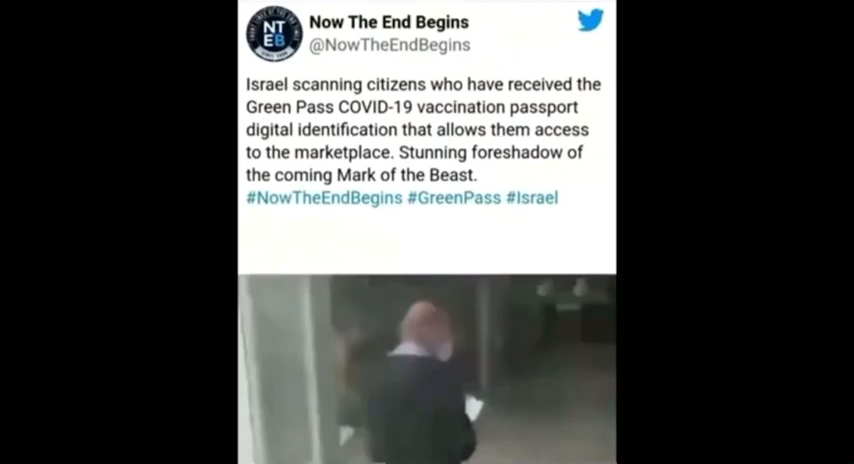 Now The End Begins
@NowTheEndBegins
NT
EB
Israel scanning citizens who have received the
Green Pass COVID-19 vaccination passport
digital identification that allows them access
to the marketplace. Stunning foreshadow of
the coming Mark of the Beast.
#NowTheEndBegins #GreenPass #Israel